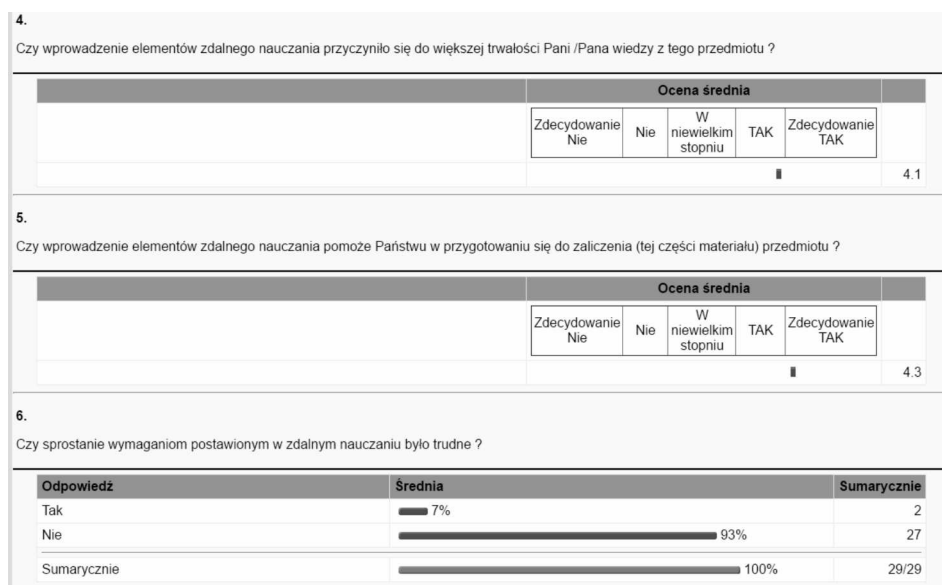 4.
Czy wprowadzenie elementów zdalnego nauczania przyczyniło się do większej trwałości Pani /Pana wiedzy z tego przedmiotu ?
Ocena średnia
Zdecydowanie Nie Nie W niewielkim stopniu TAK Zdecydowanie TAK
4.1
5.
Czy wprowadzenie elementów zdalnego nauczania pomoże Państwu w przygotowaniu się do zaliczenia (tej części materiału) przedmiotu ?
Ocena średnia
Zdecydowanie Nie Nie W niewielkim stopniu TAK Zdecydowanie TAK
4.3
6.
Czy sprostanie wymaganiom postawionym w zdalnym nauczaniu było trudne ?
Odpowiedź Średnia Sumarycznie
Tak 7% 2
Nie 93% 27
Sumarycznie 100% 29/29